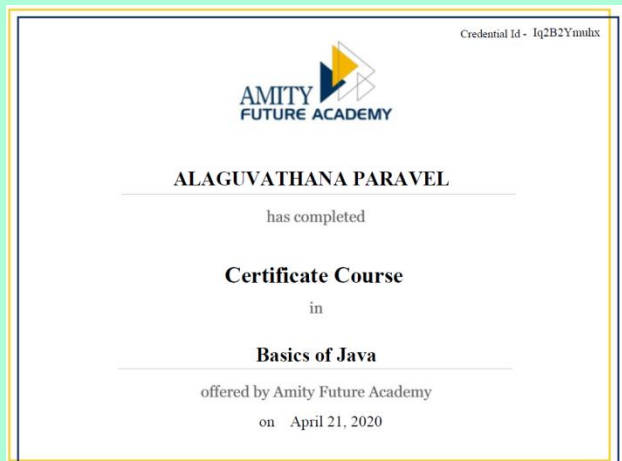 Credential Id - Iq2B2Ymuhx
AMITY
FUTURE ACADEMY
ALAGUVATHANA PARAVEL
has completed
Certificate Course
in
Basics of Java
offered by Amity Future Academy
on April 21, 2020